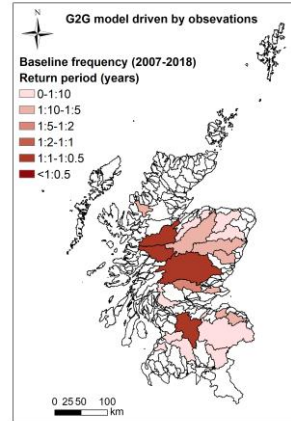 G2G model driven by obsevations
N
Baseline frequency (2007-2018)
Return period (years)
0-1:10
1:10-1:5
1:5-1:2
1:2-1:1
1:1-1:0.5
<1:0.5
0 25 50 100
km